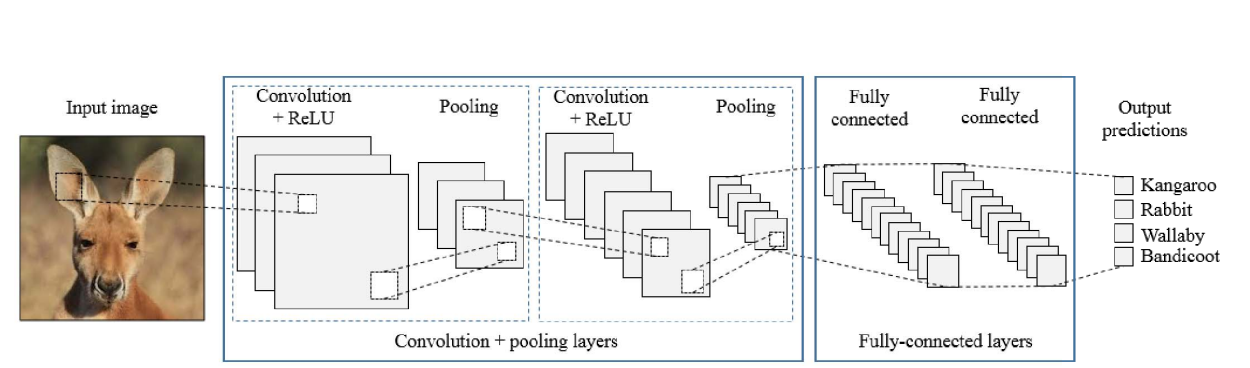 Input image
Convolution
+ ReLU
Pooling
Convolution
+ ReLU
Pooling
Convolution + pooling layers
Fully
connected
Fully
connected
Fully-connected layers
Output
predictions
Kangaroo
Rabbit
Wallaby
Bandicoot